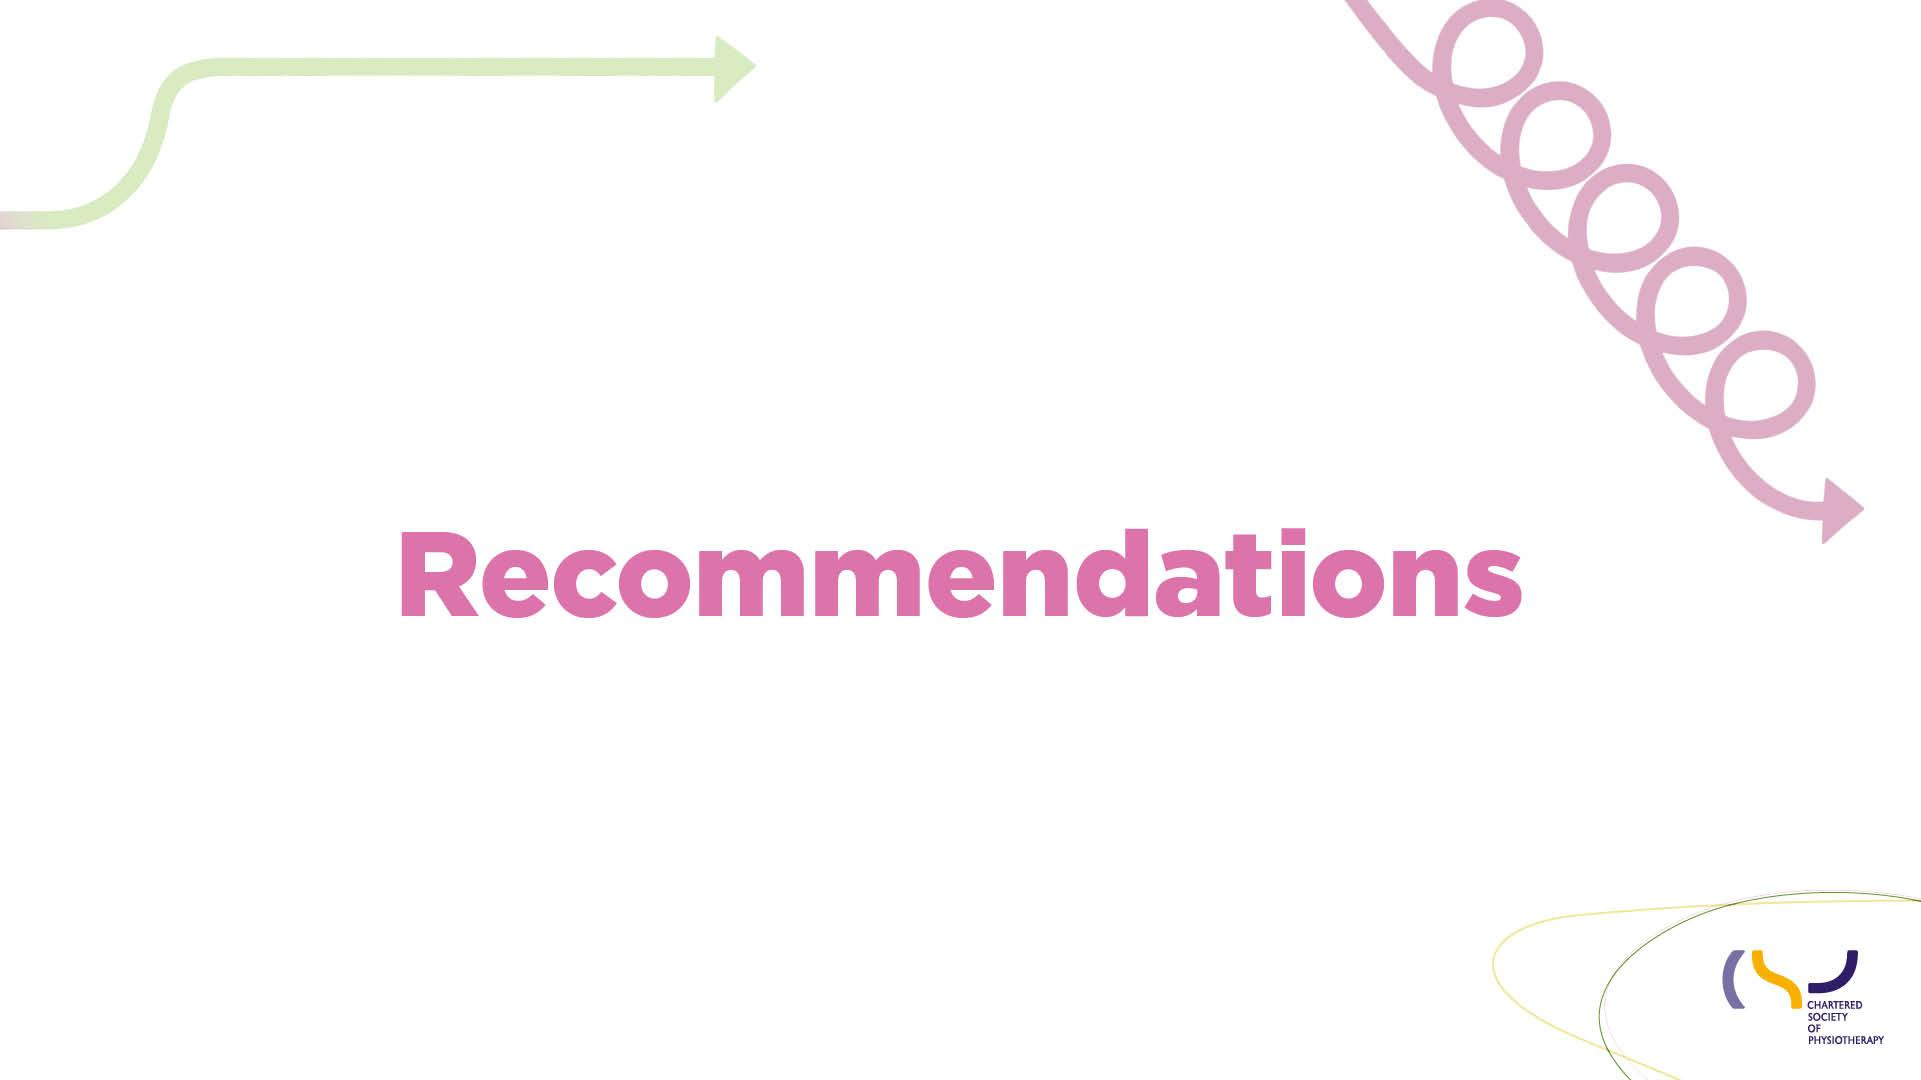 Recommendations
CHARTERED
SOCIETY
OF
PHYSIOTHERAPY